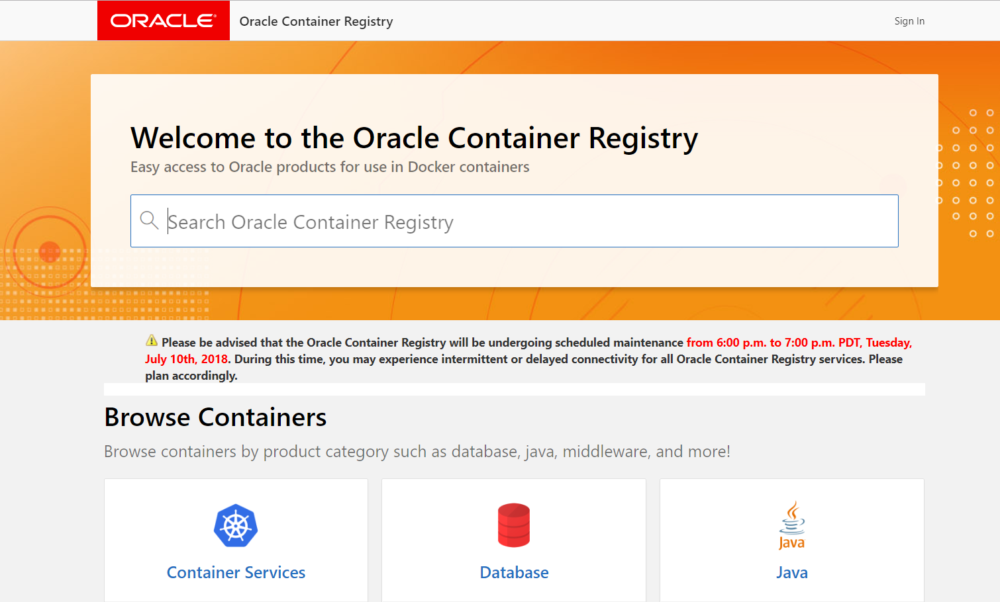 ORACLE®
Oracle Container Registry
Sign In
Welcome to the Oracle Container Registry
Easy access to Oracle products for use in Docker containers
Search Oracle Container Registry
Please be advised that the Oracle Container Registry will be undergoing scheduled maintenance from 6:00 p.m. to 7:00 p.m. PDT, Tuesday,
July 10th, 2018. During this time, you may experience intermittent or delayed connectivity for all Oracle Container Registry services. Please
plan accordingly.
Browse Containers
Browse containers by product category such as database, java, middleware, and more!
Java
Container Services
Database
Java